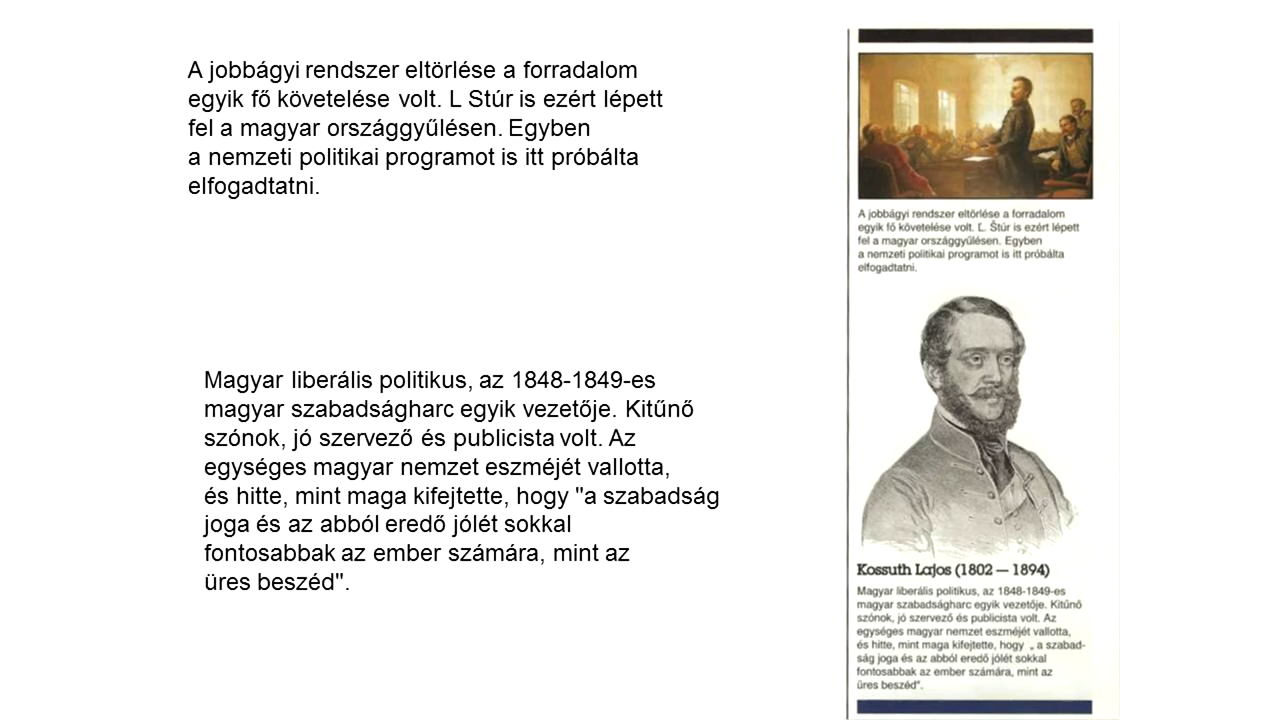 A jobbágyi rendszer eltörlése a forradalom
egyik fő követelése volt. L Stúr is ezért lépett
fel a magyar országgyűlésen. Egyben
a nemzeti politikai programot is itt próbálta
elfogadtatni.
Magyar liberális politikus, az 1848-1849-es
magyar szabadságharc egyik vezetője. Kitűnő
szónok, jó szervező és publicista volt. Az
egységes magyar nemzet eszméjét vallotta,
és hitte, mint maga kifejtette, hogy "a szabadság
joga és az abból eredő jólét sokkal
fontosabbak az ember számára, mint az
üres beszéd".
A jobbágyi rendszer eltörlése a forradalom
egyik fő követelése volt. Ľ. Štúr is ezért lépett
fel a magyar országgyűlésen. Egyben
a nemzeti politikai programot is itt próbálta
elfogadtatni.
Kossuth Lajos (1802 — 1894)
Magyar liberális politikus, az 1848-1849-es
magyar szabadságharc egyik vezetője. Kitűnő
szónok, jó szervező és publicista volt. Az
egységes magyar nemzet eszméjét vallotta,
és hitte, mint maga kifejtette, hogy „ a szabad-
ság joga és az abból eredő jólét sokkal
fontosabbak az ember számára, mint az
üres beszéd".